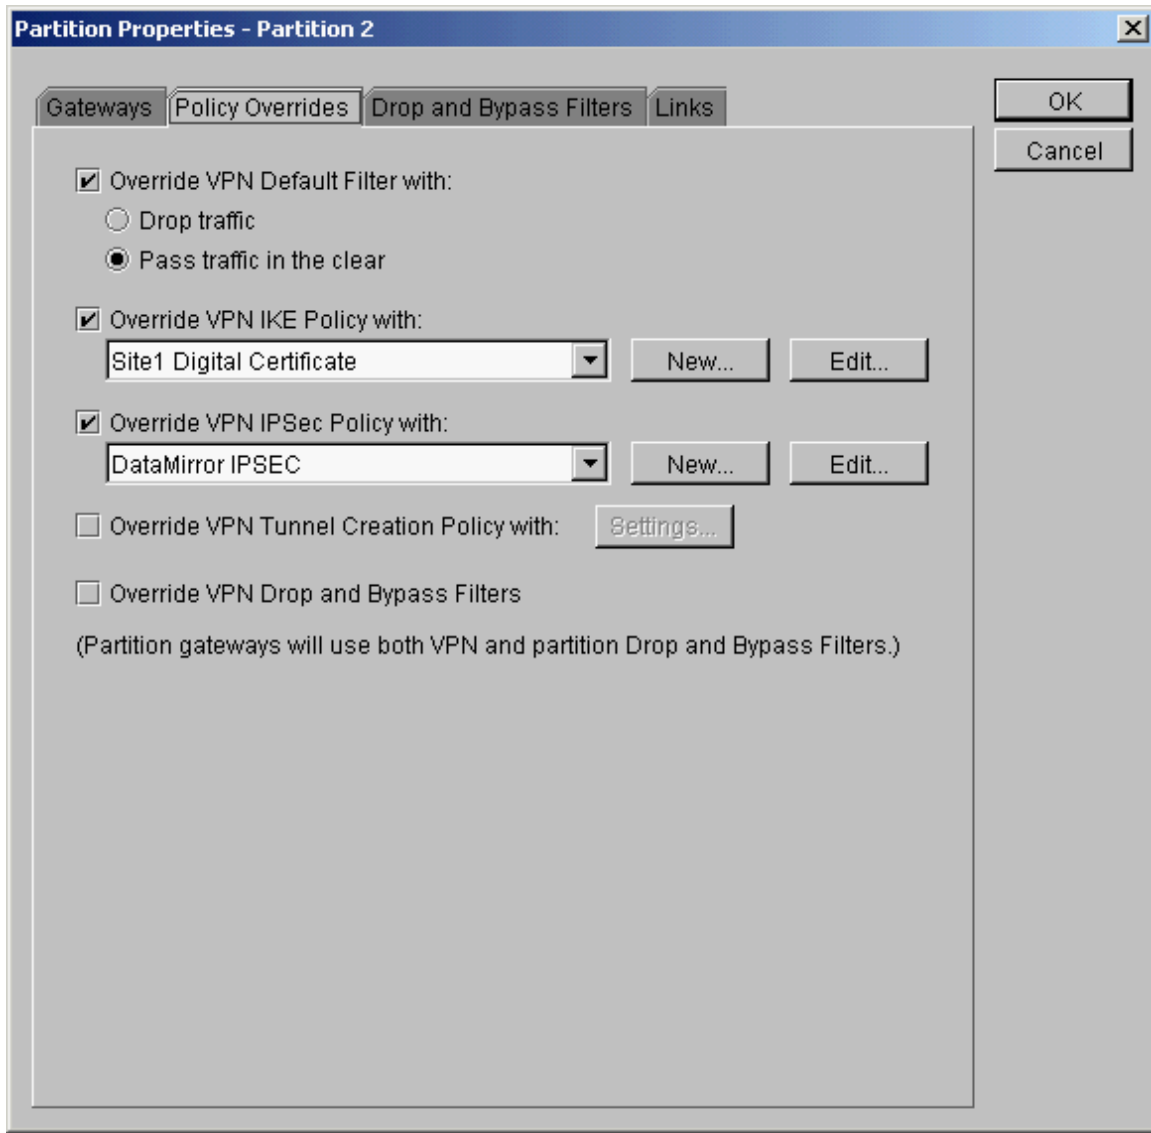 Partition Properties - Partition 2
Gateways Policy Overrides Drop and Bypass Filters Links
OK
Cancel
Override VPN Default Filter with:
Drop traffic
Pass traffic in the clear
Override VPN IKE Policy with:
Site1 Digital Certificate New... Edit...
Override VPN IPSec Policy with:
DataMirror IPSEC New... Edit...
Override VPN Tunnel Creation Policy with: Settings...
Override VPN Drop and Bypass Filters
(Partition gateways will use both VPN and partition Drop and Bypass Filters.)